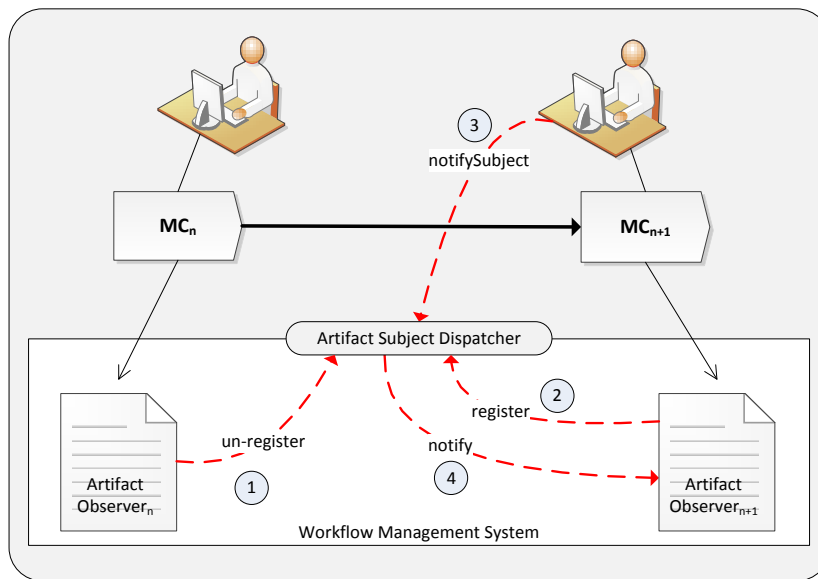 3
notifySubject
MCn
MCn+1
Artifact Subject Dispatcher
2
register
un-register
notify
1
4
Artifact
Observern
Artifact
Observern+1
Workflow Management System